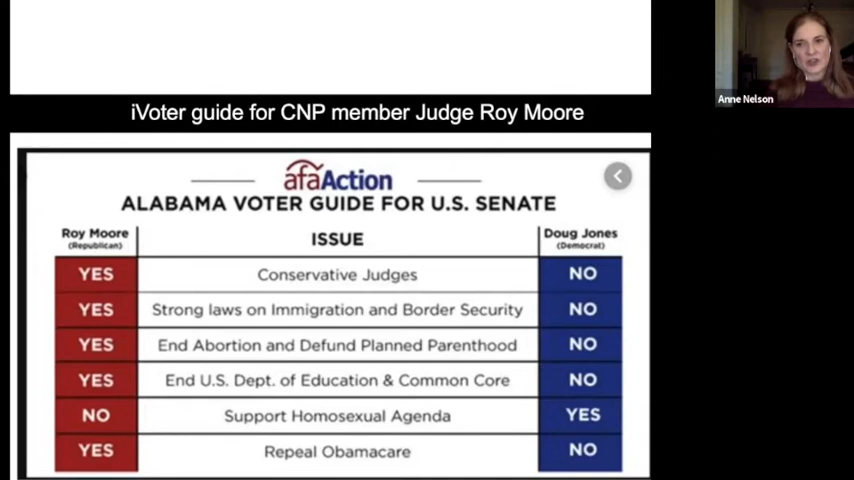 Anne Nelson
iVoter guide for CNP member Judge Roy Moore
afaAction
ALABAMA VOTER GUIDE FOR U.S. SENATE
Roy Moore
(Republican)
ISSUE
Doug Jones
(Democrat)
YES Conservative Judges NO
YES Strong laws on Immigration and Border Security NO
YES End Abortion and Defund Planned Parenthood NO
YES End U.S. Dept. of Education & Common Core NO
NO Support Homosexual Agenda YES
YES Repeal Obamacare NO